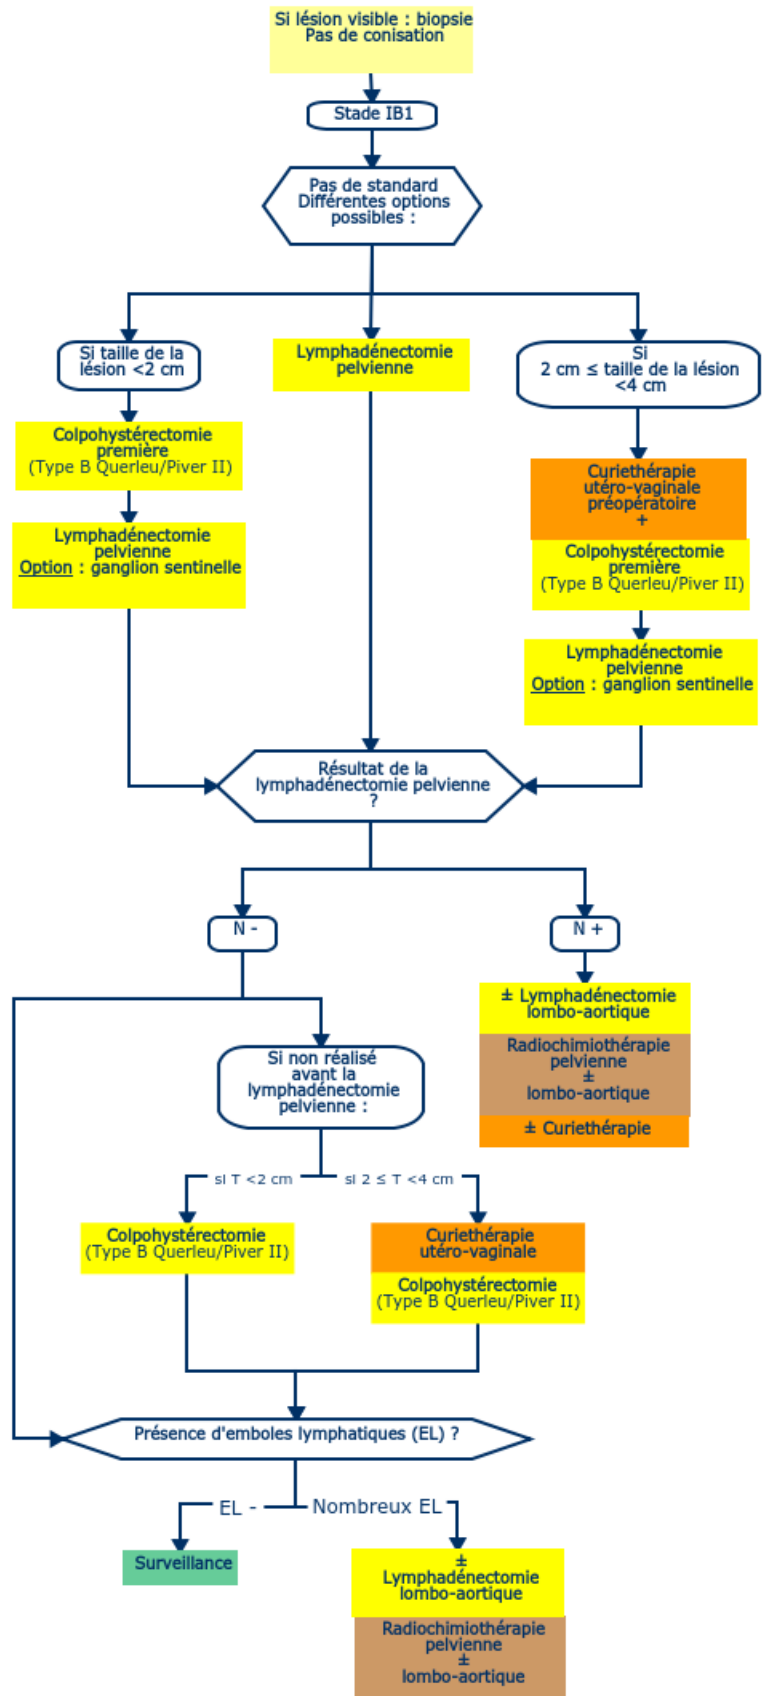 Si lésion visible : biopsie
Pas de conisation
Stade IB1
Pas de standard
Différentes options
possibles :
Si taille de la
lésion <2 cm
Colpohystérectomie
première
(Type B Querleu/Piver II)
Lymphadénectomie
pelvienne
Option : ganglion sentinelle
Lymphadénectomie
pelvienne
Si
2 cm ≤ taille de la lésion
<4 cm
Curiethérapie
utéro-vaginale
préopératoire
+
Colpohystérectomie
première
(Type B Querleu/Piver II)
Lymphadénectomie
pelvienne
Option : ganglion sentinelle
Résultat de la
lymphadénectomie pelvienne
?
N -
N +
± Lymphadénectomie
lombo-aortique
Radiochimiothérapie
pelvienne
±
lombo-aortique
± Curiethérapie
Si non réalisé
avant la
lymphadénectomie
pelvienne :
si T <2 cm
si 2 ≤ T <4 cm
Colpohystérectomie
(Type B Querleu/Piver II)
Curiethérapie
utéro-vaginale
Colpohystérectomie
(Type B Querleu/Piver II)
Présence d'emboles lymphatiques (EL) ?
EL -
Nombreux EL
Surveillance
±
Lymphadénectomie
lombo-aortique
Radiochimiothérapie
pelvienne
±
lombo-aortique